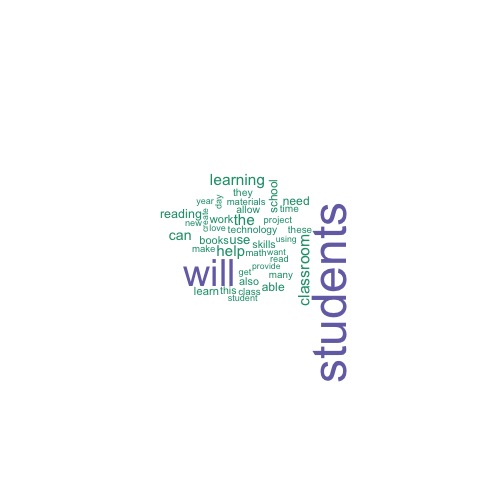 learning
they
school
year
day
materials
need
reading
create
allow
time
new
work
the
project
love
technology
these
can
books
use
skills
using
make
help
math
want
classroom
read
will
get
provide
many
also
learn
this
class
able
student
students